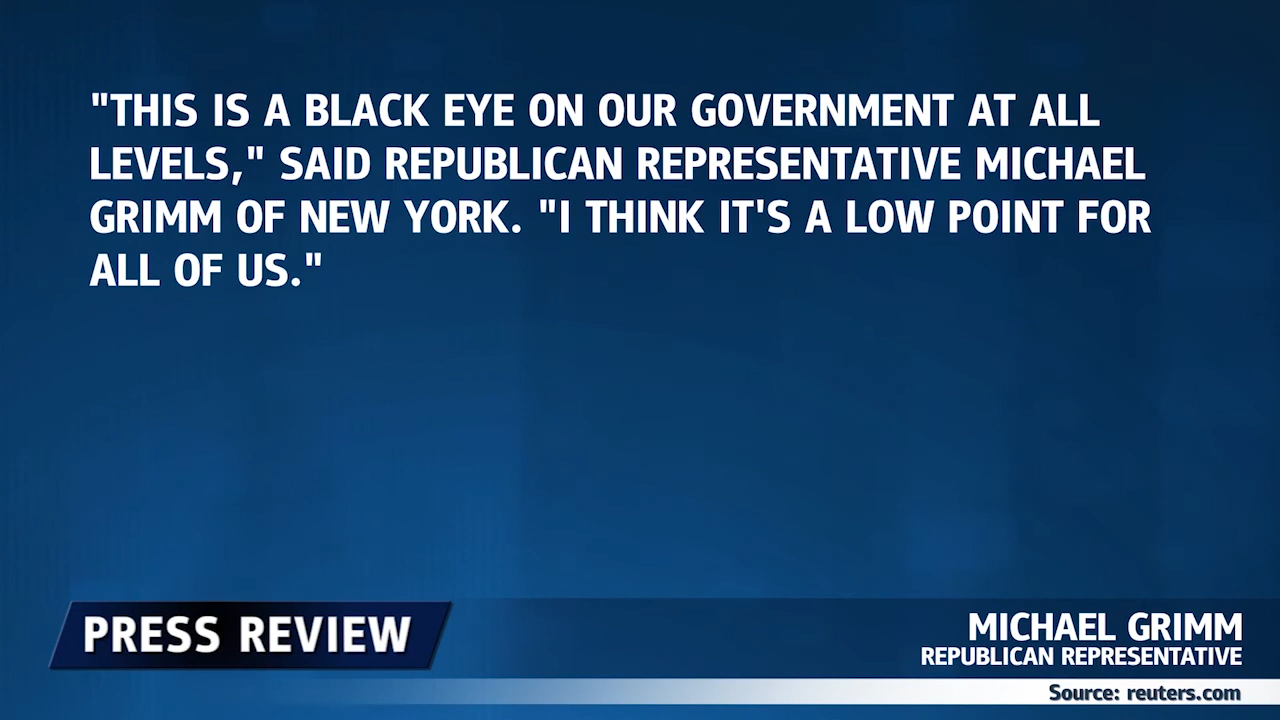 "THIS IS A BLACK EYE ON OUR GOVERNMENT AT ALL
LEVELS," SAID REPUBLICAN REPRESENTATIVE MICHAEL
GRIMM OF NEW YORK. "I THINK IT'S A LOW POINT FOR
ALL OF US."
PRESS REVIEW
MICHAEL GRIMM
REPUBLICAN REPRESENTATIVE
Source: reuters.com